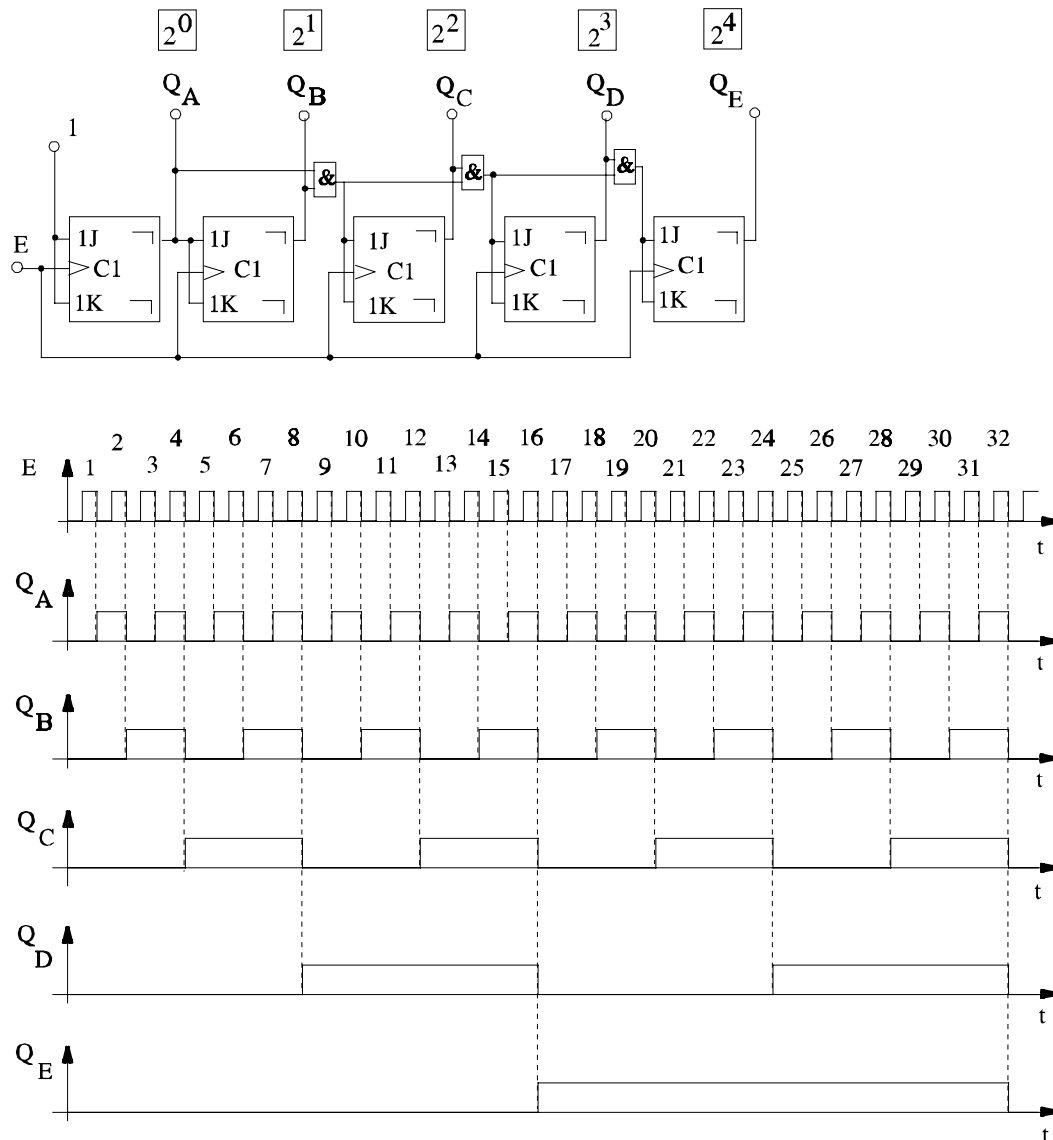 2^0 2^1 2^2 2^3 2^4
Q_A Q_B Q_C Q_D Q_E
1
& & &
E
1J 1J 1J 1J 1J
C1 C1 C1 C1 C1
1K 1K 1K 1K 1K
2 4 6 8 10 12 14 16 18 20 22 24 26 28 30 32
E 1 3 5 7 9 11 13 15 17 19 21 23 25 27 29 31
t
Q_A
t
Q_B
t
Q_C
t
Q_D
t
Q_E
t